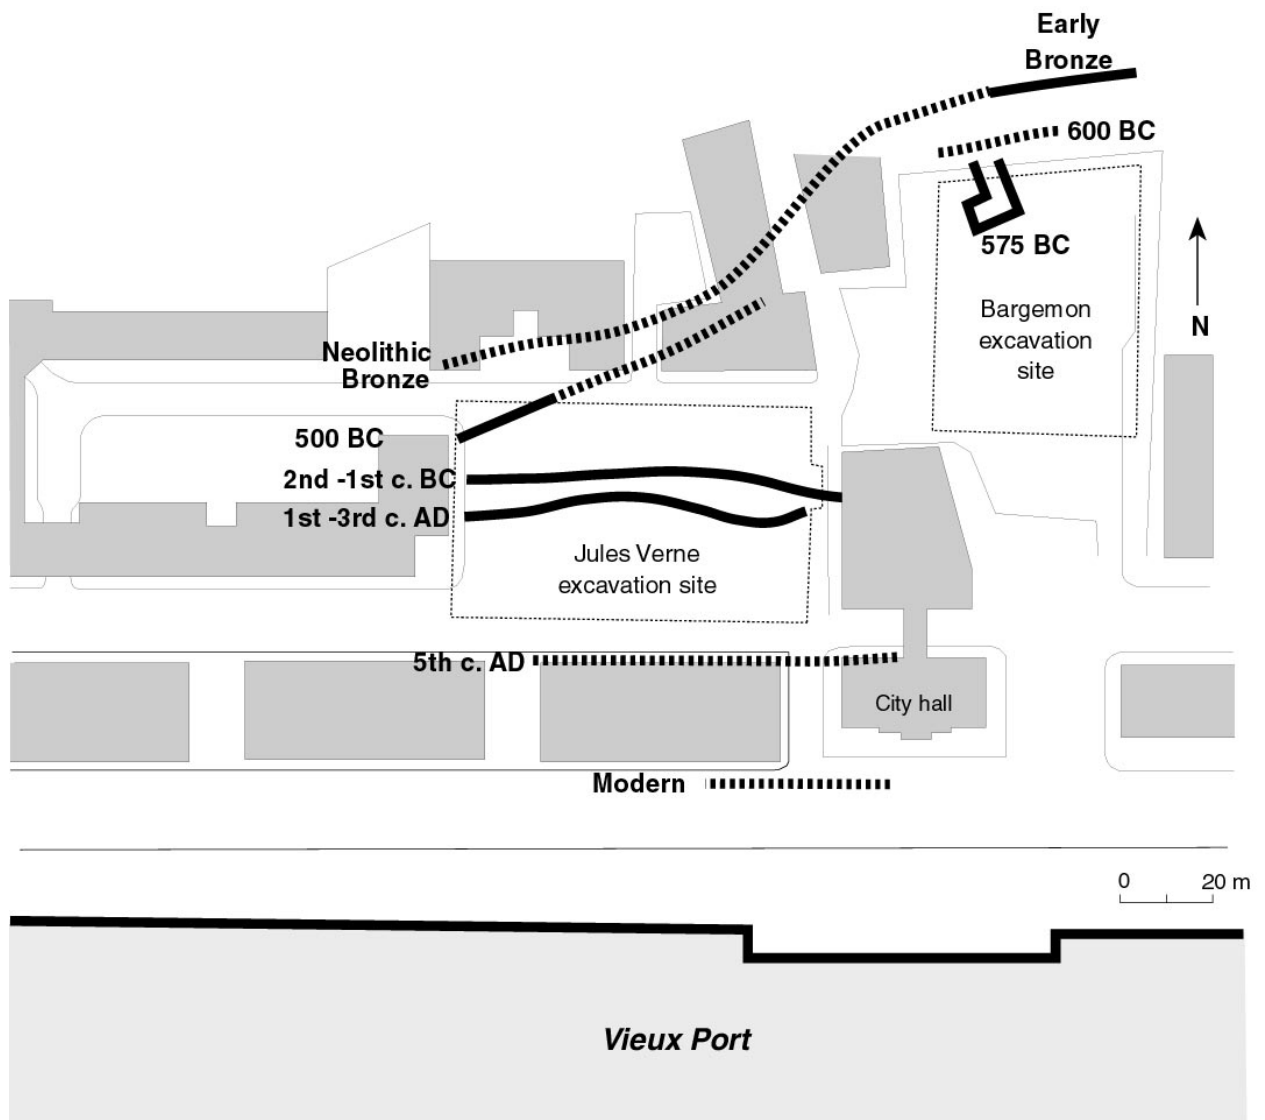 Early
Bronze
600 BC
575 BC
Bargemon
excavation
site
N
Neolithic
Bronze
500 BC
2nd -1st c. BC
1st -3rd c. AD
Jules Verne
excavation site
5th c. AD
City hall
Modern
0 20 m
Vieux Port